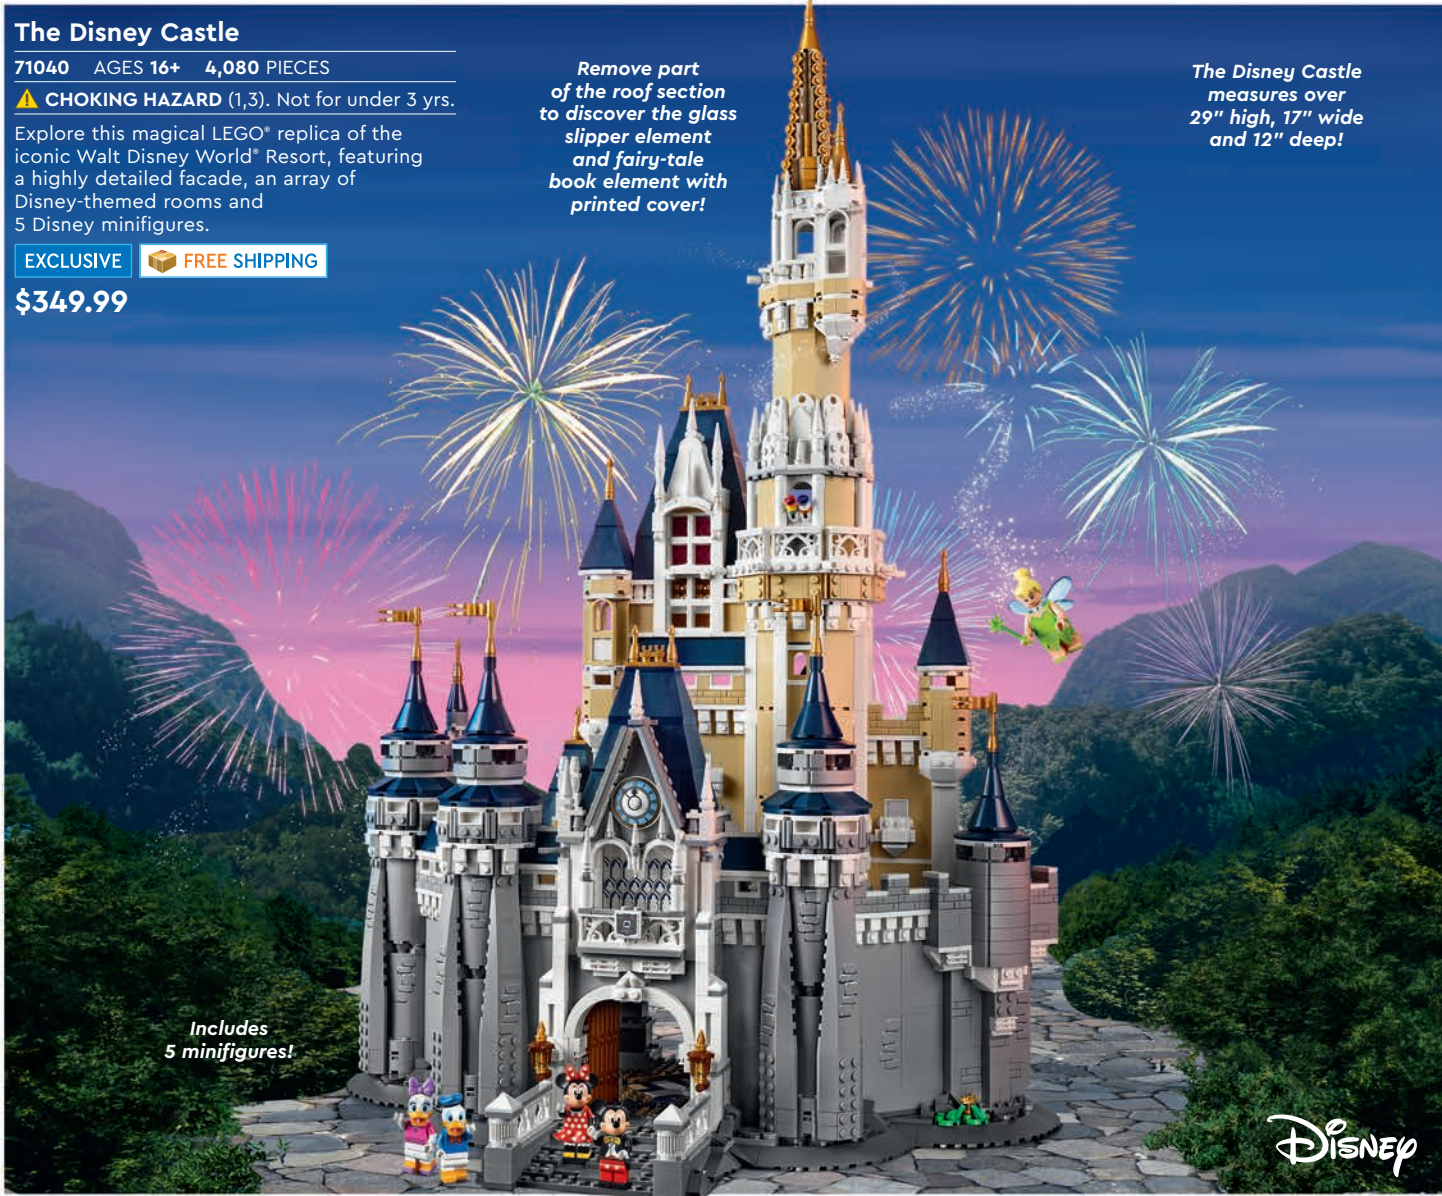 The Disney Castle
71040 AGES 16+ 4,080 PIECES
CHOKING HAZARD (1,3). Not for under 3 yrs.
Explore this magical LEGO® replica of the
iconic Walt Disney World® Resort, featuring
a highly detailed facade, an array of
Disney-themed rooms and
5 Disney minifigures.
EXCLUSIVE
FREE SHIPPING
$349.99
Remove part
of the roof section
to discover the glass
slipper element
and fairy-tale
book element with
printed cover!
The Disney Castle
measures over
29" high, 17" wide
and 12" deep!
Includes
5 minifigures!
Disney